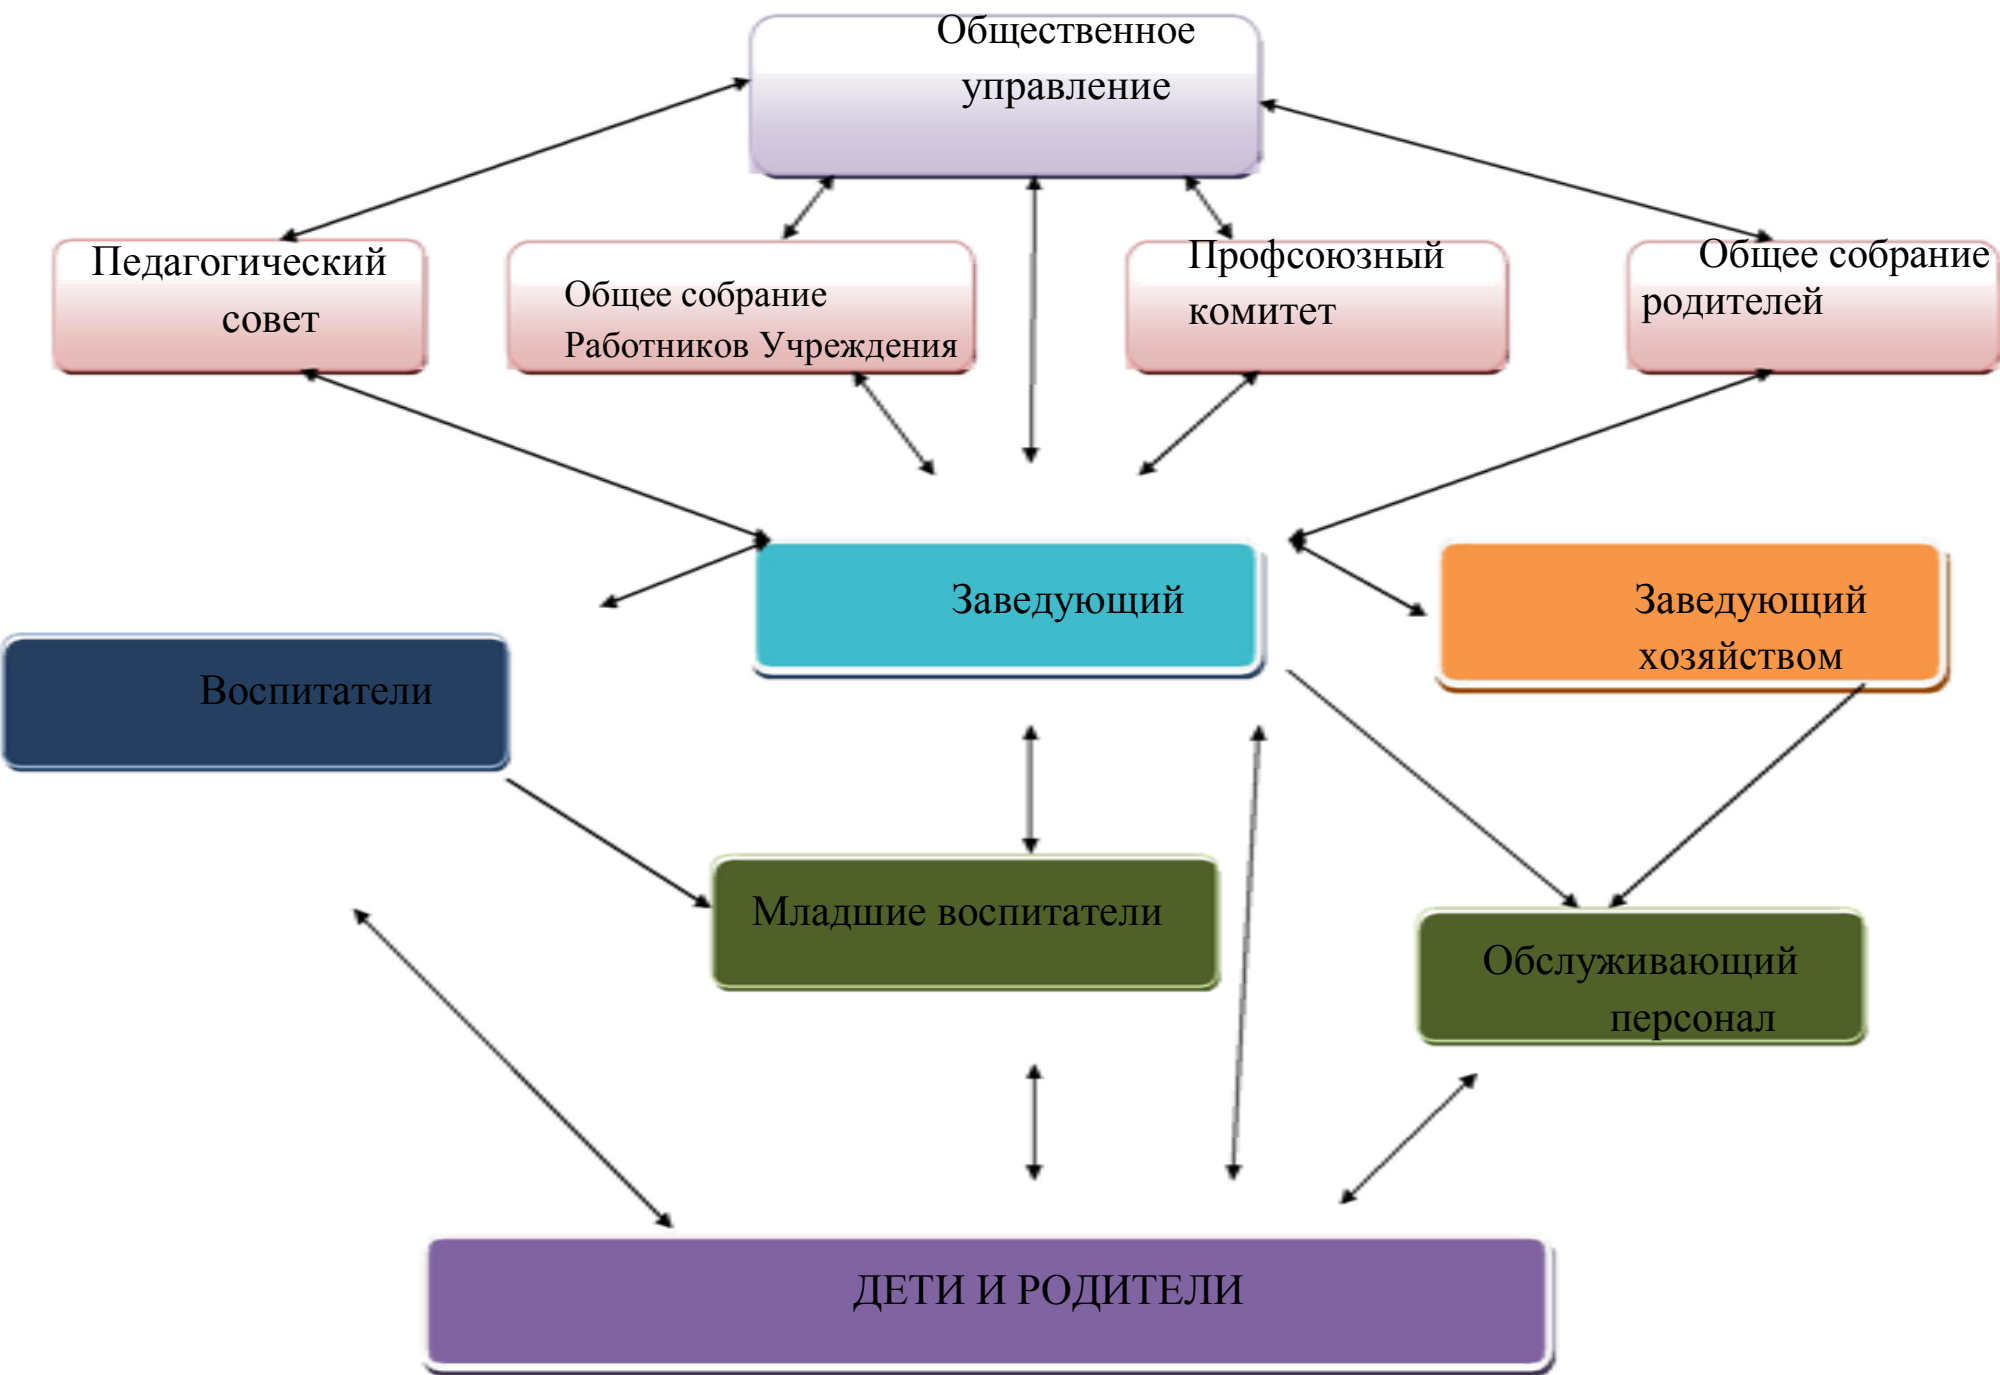 Общественное
управление
Педагогический
совет
Общее собрание
Работников Учреждения
Профсоюзный
комитет
Общее собрание
родителей
Заведующий
Заведующий
хозяйством
Воспитатели
Младшие воспитатели
Обслуживающий
персонал
ДЕТИ И РОДИТЕЛИ